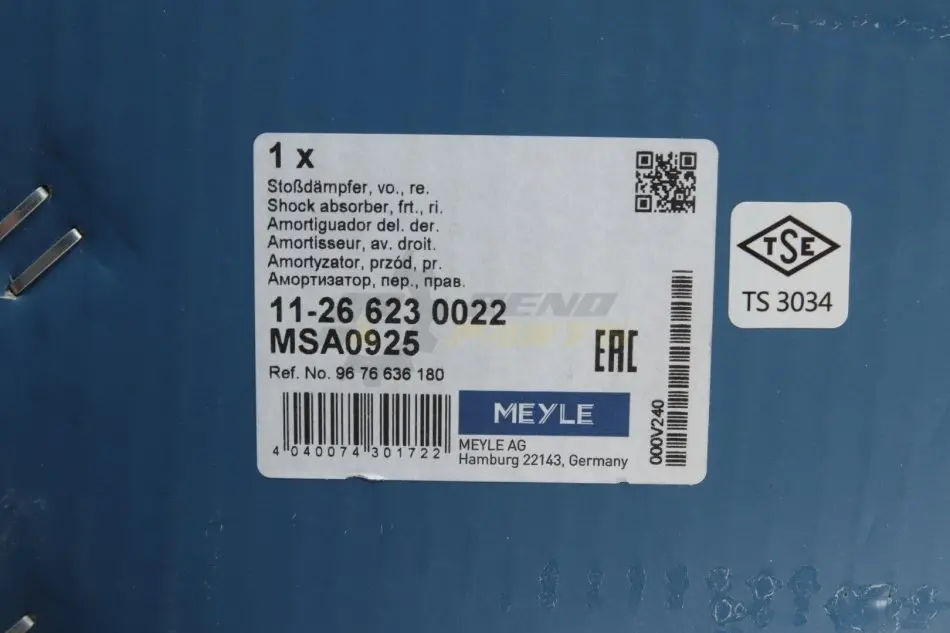 1 x
Stoßdämpfer, vo., re.
Shock absorber, frt., ri.
Amortiguador del. der.
Amortisseur, av. droit.
Amortyzator, przód, pr.
Амортизатор, пер., прав.
11-26 623 0022
MSA0925
Ref. No. 96 76 636 180
EAC
4 040074 301722
MEYLE
MEYLE AG
Hamburg 22143, Germany
000V240
TSE
TS 3034